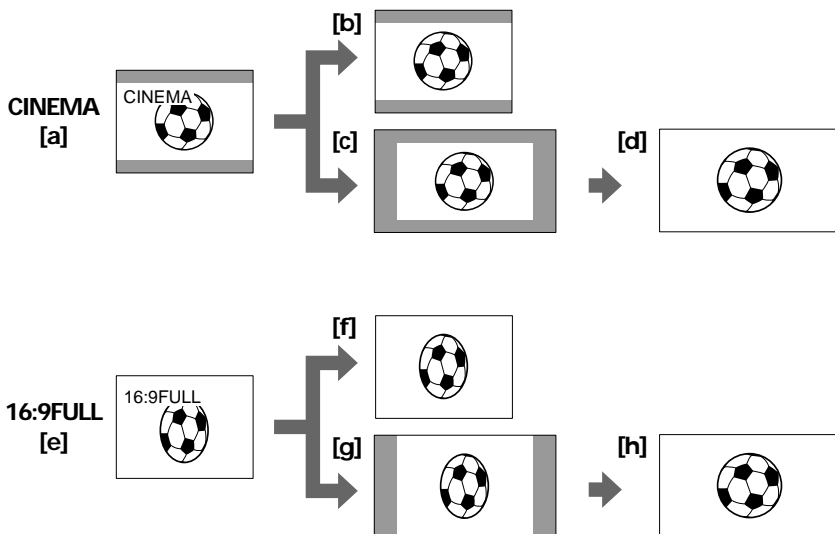 [b]
CINEMA
CINEMA
[a]
[c]
[d]
[f]
16:9FULL
16:9FULL
[e]
[g]
[h]